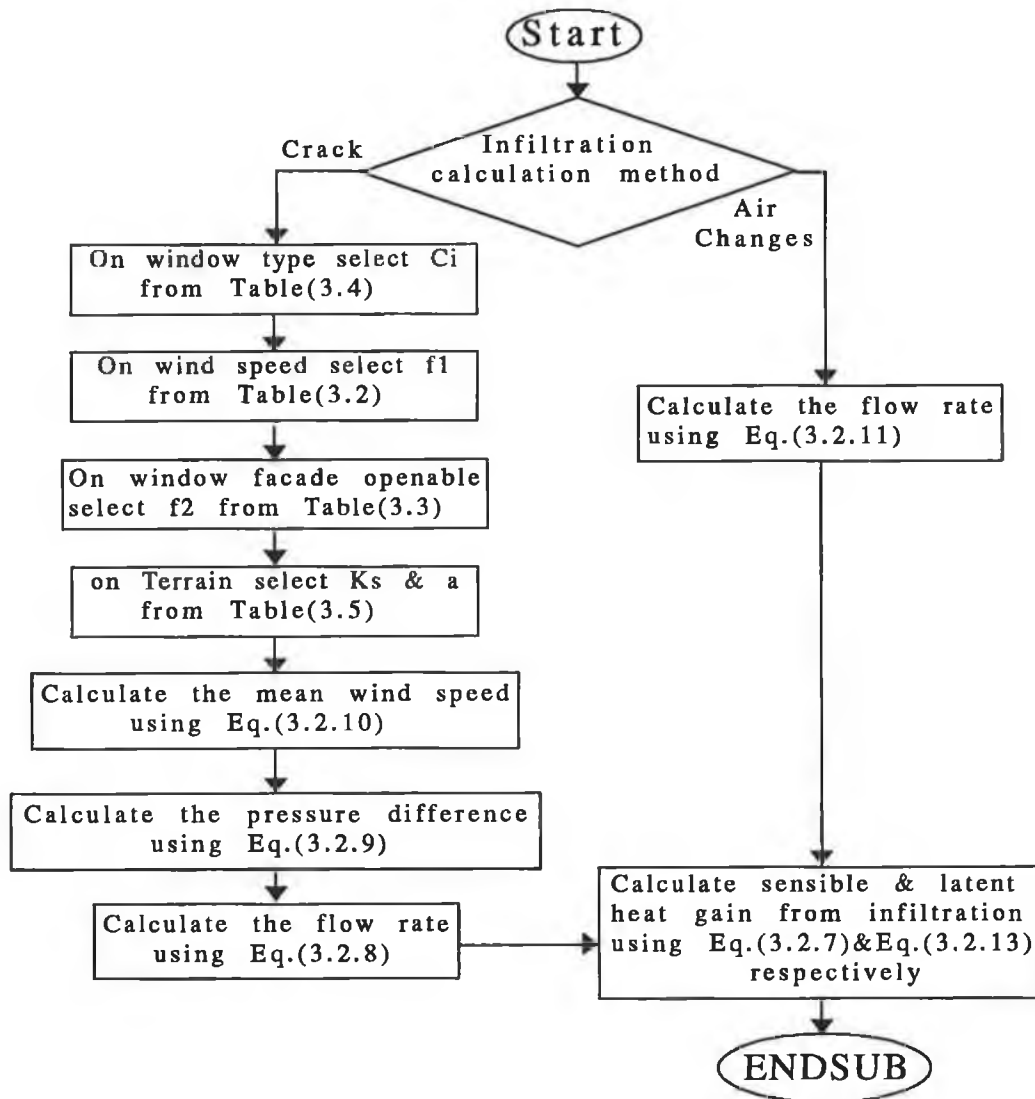 Start
Infiltration
calculation method
Crack
Air
Changes
On window type select Ci
from Table(3.4)
On wind speed select f1
from Table(3.2)
On window facade openable
select f2 from Table(3.3)
on Terrain select Ks & a
from Table(3.5)
Calculate the mean wind speed
using Eq.(3.2.10)
Calculate the pressure difference
using Eq.(3.2.9)
Calculate the flow rate
using Eq.(3.2.8)
Calculate the flow rate
using Eq.(3.2.11)
Calculate sensible & latent
heat gain from infiltration
using Eq.(3.2.7)&Eq.(3.2.13)
respectively
ENDSUB